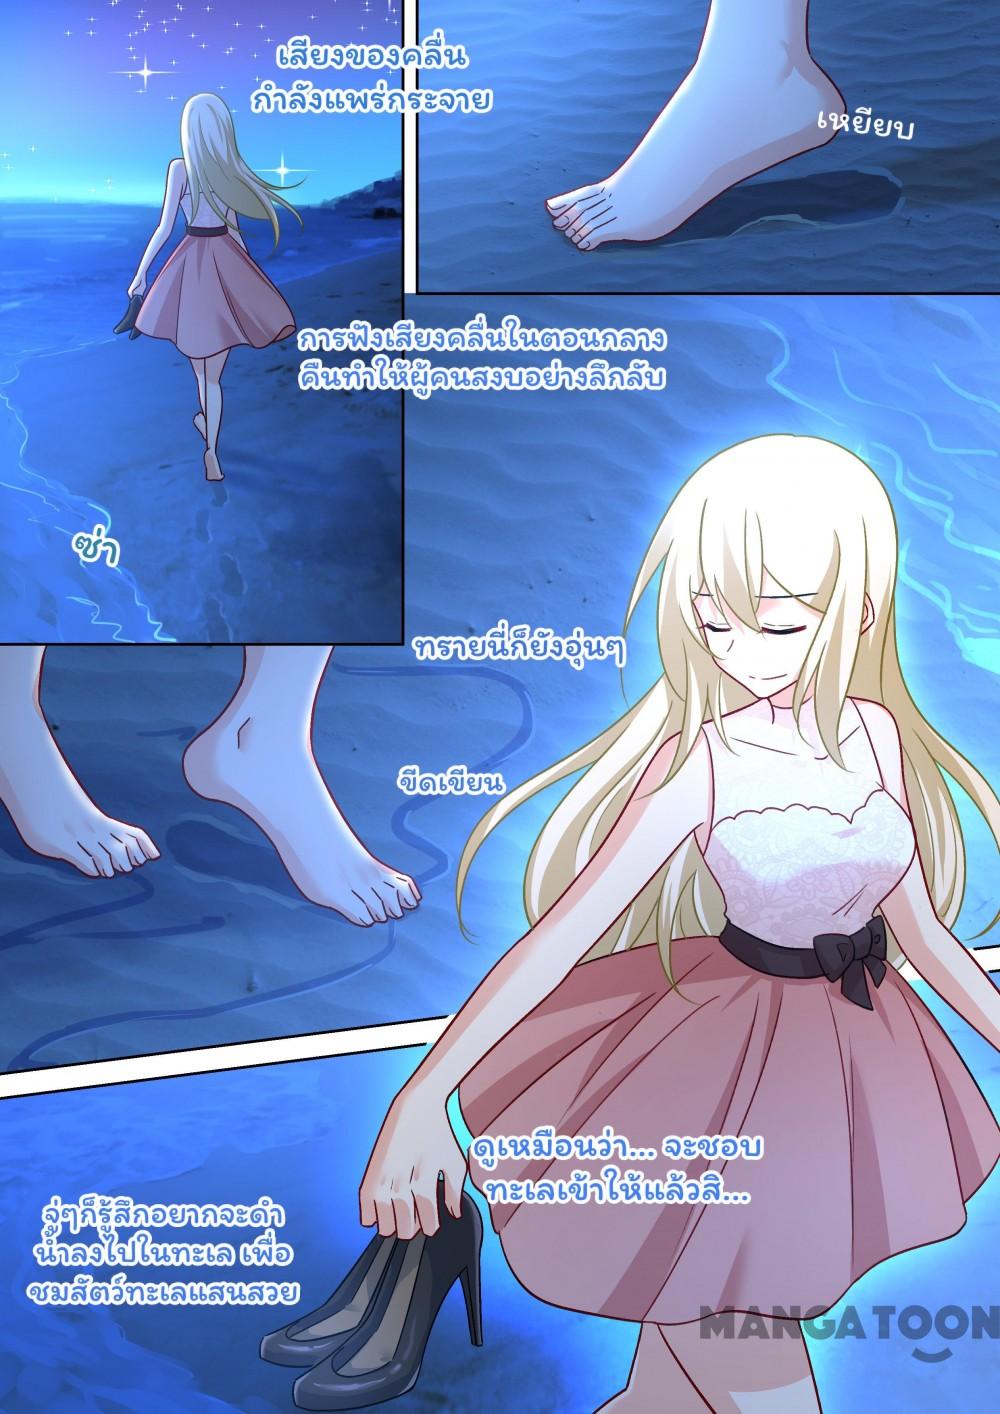 เสียงของคลื่น
กำลังแพร่กระจาย
เหยียบ
การฟังเสียงคลื่นในตอนกลาง
คืนทำให้ผู้คนสงบอย่างลึกลับ
ซ่า
ทรายนี่ก็ยังอุ่นๆ
ขีดเขียน
ดูเหมือนว่า... จะชอบ
ทะเลเข้าให้แล้วสิ...
จู่ๆก็รู้สึกอยากจะดำ
น้ำลงไปในทะเล เพื่อ
ชมสัตว์ทะเลแสนสวย
MANGATOON